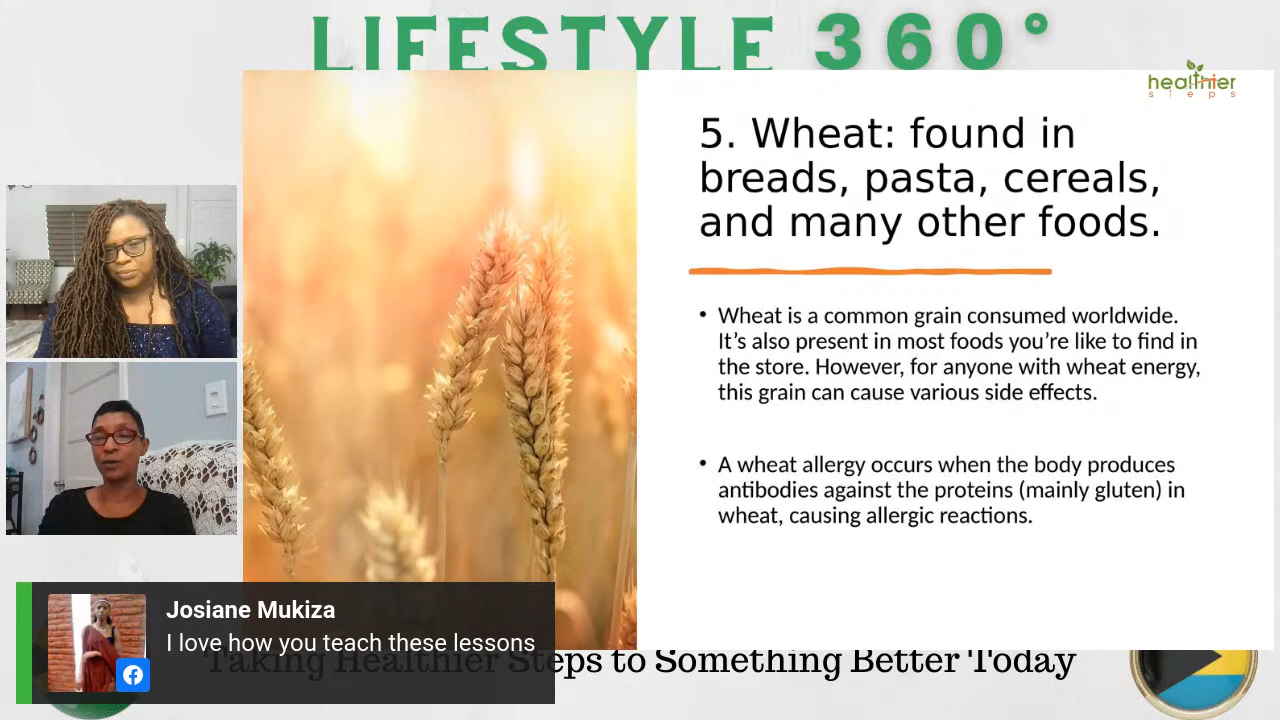 LIFESTYLE 360°
healthier
steps
5. Wheat: found in
breads, pasta, cereals,
and many other foods.
• Wheat is a common grain consumed worldwide.
It’s also present in most foods you’re like to find in
the store. However, for anyone with wheat energy,
this grain can cause various side effects.
• A wheat allergy occurs when the body produces
antibodies against the proteins (mainly gluten) in
wheat, causing allergic reactions.
Josiane Mukiza
I love how you teach these lessons
Taking Healthier Steps to Something Better Today